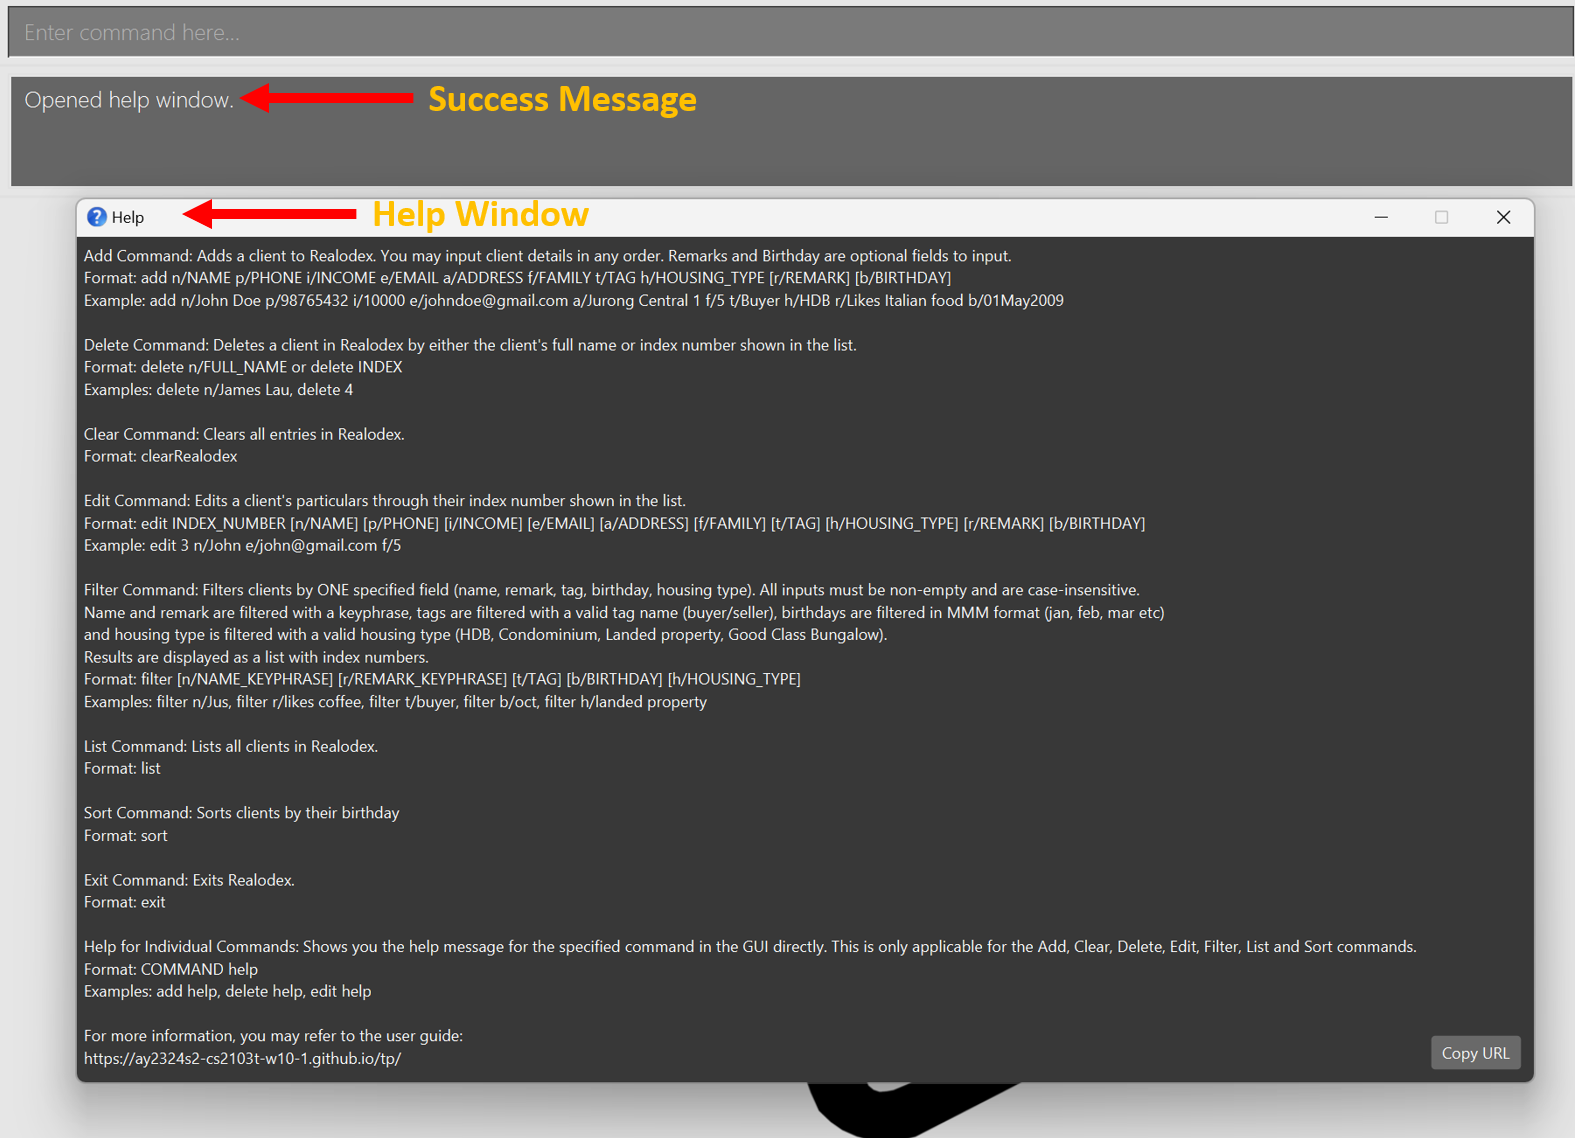 Enter command here...
Opened help window.
Success Message
Help
Help Window
Add Command: Adds a client to Realodex. You may input client details in any order. Remarks and Birthday are optional fields to input.
Format: add n/NAME p/PHONE i/INCOME e/EMAIL a/ADDRESS f/FAMILY t/TAG h/HOUSING_TYPE [r/REMARK] [b/BIRTHDAY]
Example: add n/John Doe p/98765432 i/10000 e/johndoe@gmail.com a/Jurong Central 1 f/5 t/Buyer h/HDB r/Likes Italian food b/01May2009
Delete Command: Deletes a client in Realodex by either the client's full name or index number shown in the list.
Format: delete n/FULL_NAME or delete INDEX
Examples: delete n/James Lau, delete 4
Clear Command: Clears all entries in Realodex.
Format: clearRealodex
Edit Command: Edits a client's particulars through their index number shown in the list.
Format: edit INDEX_NUMBER [n/NAME] [p/PHONE] [i/INCOME] [e/EMAIL] [a/ADDRESS] [f/FAMILY] [t/TAG] [h/HOUSING_TYPE] [r/REMARK] [b/BIRTHDAY]
Example: edit 3 n/John e/john@gmail.com f/5
Filter Command: Filters clients by ONE specified field (name, remark, tag, birthday, housing type). All inputs must be non-empty and are case-insensitive.
Name and remark are filtered with a keyphrase, tags are filtered with a valid tag name (buyer/seller), birthdays are filtered in MMM format (jan, feb, mar etc)
and housing type is filtered with a valid housing type (HDB, Condominium, Landed property, Good Class Bungalow).
Results are displayed as a list with index numbers.
Format: filter [n/NAME_KEYPHRASE] [r/REMARK_KEYPHRASE] [t/TAG] [b/BIRTHDAY] [h/HOUSING_TYPE]
Examples: filter n/Jus, filter r/likes coffee, filter t/buyer, filter b/oct, filter h/landed property
List Command: Lists all clients in Realodex.
Format: list
Sort Command: Sorts clients by their birthday
Format: sort
Exit Command: Exits Realodex.
Format: exit
Help for Individual Commands: Shows you the help message for the specified command in the GUI directly. This is only applicable for the Add, Clear, Delete, Edit, Filter, List and Sort commands.
Format: COMMAND help
Examples: add help, delete help, edit help
For more information, you may refer to the user guide:
https://ay2324s2-cs2103t-w10-1.github.io/tp/
Copy URL